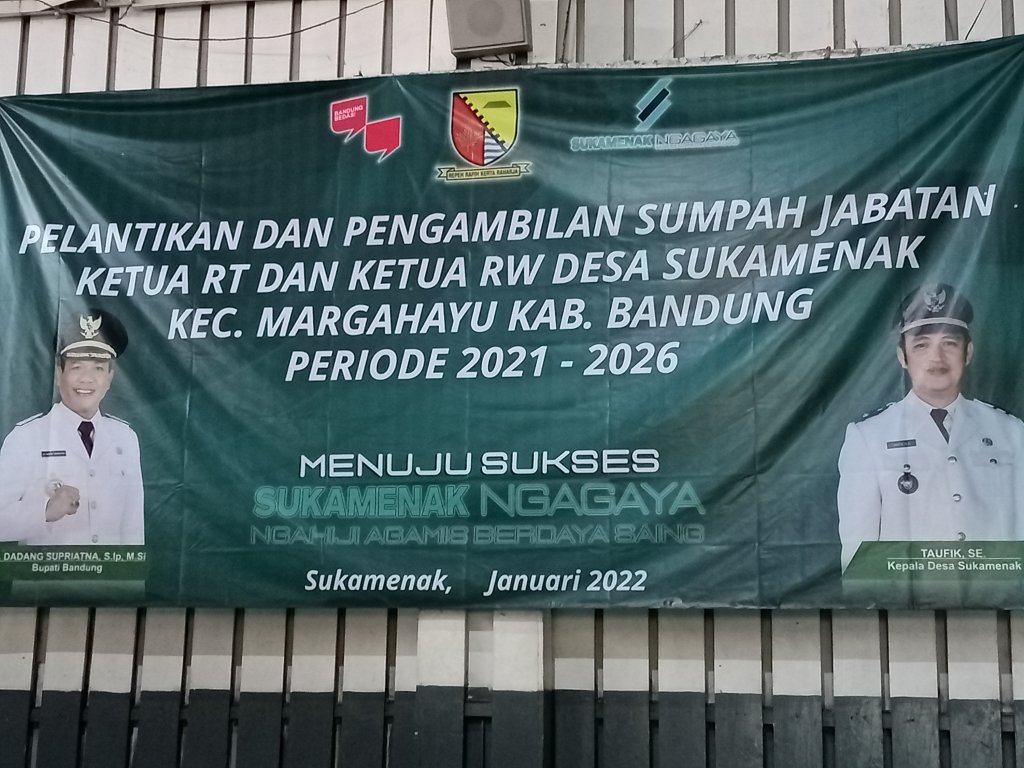 BANDUNG
BEDAS!
REPEH RAPIH KERTA RAHARJA
SUKAMENAK NGAGAYA
PELANTIKAN DAN PENGAMBILAN SUMPAH JABATAN
KETUA RT DAN KETUA RW DESA SUKAMENAK
KEC. MARGAHAYU KAB. BANDUNG
PERIODE 2021 - 2026
MENUJU SUKSES
SUKAMENAK NGAGAYA
NGAHIJI AGAMIS BERDAYA SAING
Sukamenak, Januari 2022
DADANG SUPRIATNA, S.Ip, M.Si
Bupati Bandung
TAUFIK, SE.
Kepala Desa Sukamenak